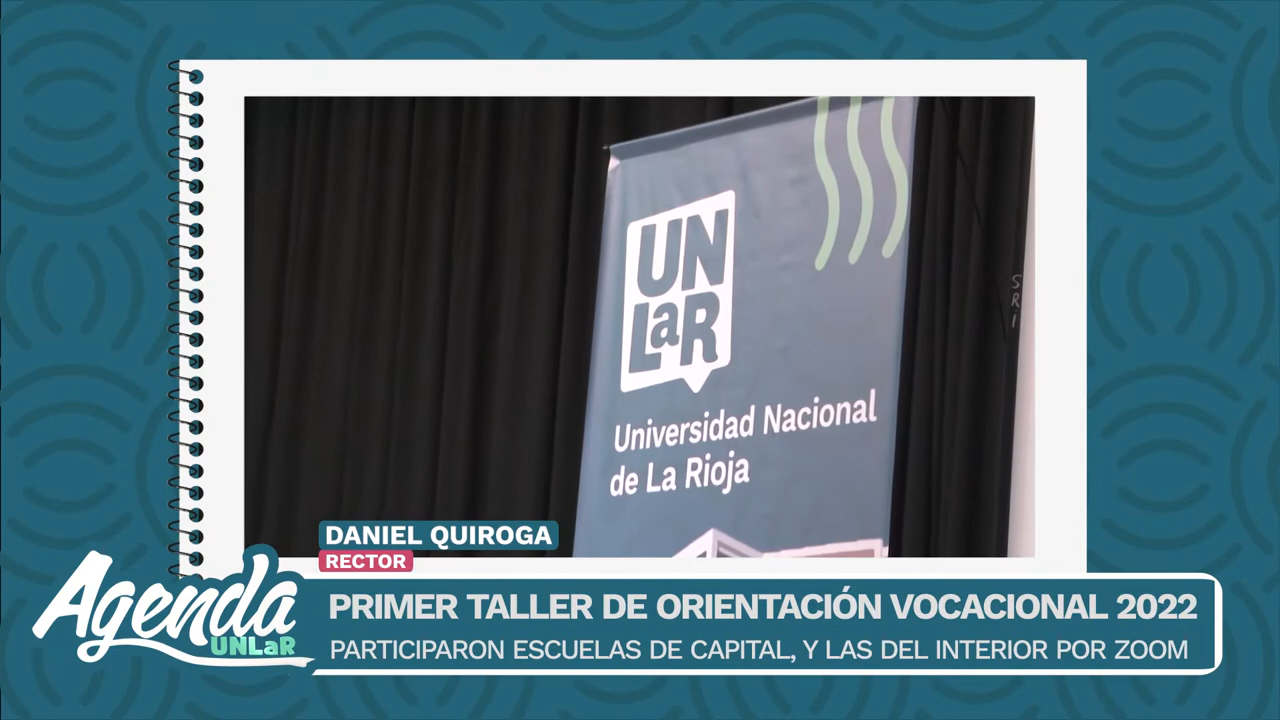 UN
LaR
Universidad Nacional
de La Rioja
SRI
DANIEL QUIROGA
RECTOR
Agenda
UNLaR
PRIMER TALLER DE ORIENTACIÓN VOCACIONAL 2022
PARTICIPARON ESCUELAS DE CAPITAL, Y LAS DEL INTERIOR POR ZOOM